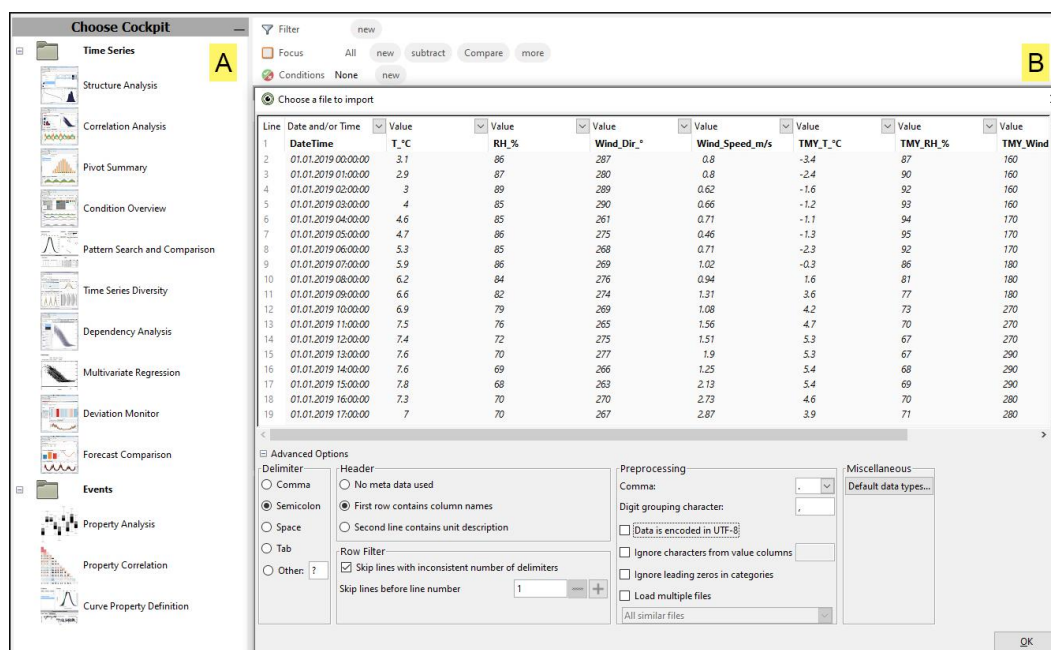 Choose Cockpit
A
Time Series
Structure Analysis
Correlation Analysis
Pivot Summary
Condition Overview
Pattern Search and Comparison
Time Series Diversity
Dependency Analysis
Multivariate Regression
Deviation Monitor
Forecast Comparison
Events
Property Analysis
Property Correlation
Curve Property Definition
Filter new
Focus All new subtract Compare more
Conditions None new
B
Choose a file to import
Line Date and/or Time Value Value Value Value Value Value Value
1 DateTime T_°C RH_% Wind_Dir_° Wind_Speed_m/s TMY_T_°C TMY_RH_% TMY_Wind
2 01.01.2019 00:00:00 3.1 86 287 0.8 -3.4 87 160
3 01.01.2019 01:00:00 2.9 87 280 0.8 -2.4 90 160
4 01.01.2019 02:00:00 3 89 289 0.62 -1.6 92 160
5 01.01.2019 03:00:00 4 85 290 0.66 -1.2 93 160
6 01.01.2019 04:00:00 4.6 85 261 0.71 -1.1 94 170
7 01.01.2019 05:00:00 4.7 86 275 0.46 -1.3 95 170
8 01.01.2019 06:00:00 5.3 85 268 0.71 -2.3 92 170
9 01.01.2019 07:00:00 5.9 86 269 1.02 -0.3 86 180
10 01.01.2019 08:00:00 6.2 84 276 0.94 1.6 81 180
11 01.01.2019 09:00:00 6.6 82 274 1.31 3.6 77 180
12 01.01.2019 10:00:00 6.9 79 269 1.08 4.2 73 270
13 01.01.2019 11:00:00 7.5 76 265 1.56 4.7 70 270
14 01.01.2019 12:00:00 7.4 72 275 1.51 5.3 67 270
15 01.01.2019 13:00:00 7.6 70 277 1.9 5.3 67 290
16 01.01.2019 14:00:00 7.6 69 266 1.25 5.4 68 290
17 01.01.2019 15:00:00 7.8 68 263 2.13 5.4 69 290
18 01.01.2019 16:00:00 7.3 70 270 2.73 4.6 70 280
19 01.01.2019 17:00:00 7 70 267 2.87 3.9 71 280
Advanced Options
Delimiter
Comma
Semicolon
Space
Tab
Other: ?
Header
No meta data used
First row contains column names
Second line contains unit description
Row Filter
Skip lines with inconsistent number of delimiters
Skip lines before line number 1
Preprocessing
Comma: .
Digit grouping character: ,
Data is encoded in UTF-8
Ignore characters from value columns
Ignore leading zeros in categories
Load multiple files
All similar files
Miscellaneous
Default data types...
OK